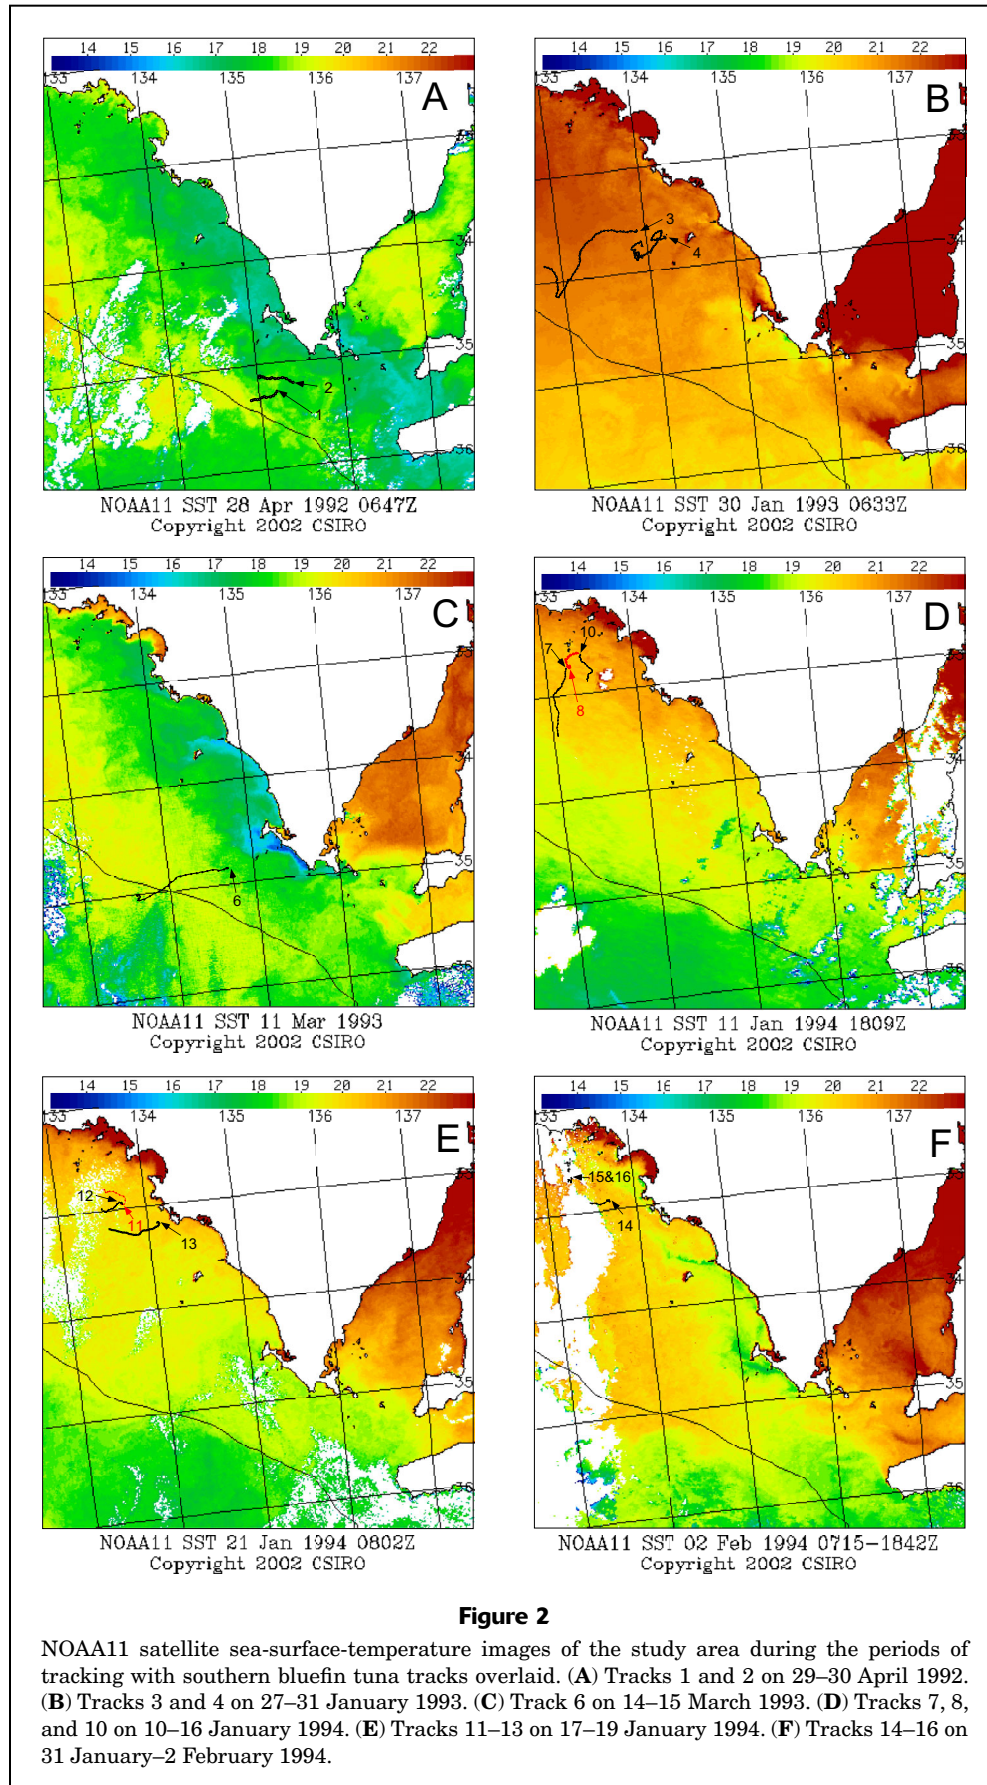 14 15 16 17 18 19 20 21 22
133 134 135 136 137
A
33
34
35
36
2
1
NOAA11 SST 28 Apr 1992 0647Z
Copyright 2002 CSIRO
14 15 16 17 18 19 20 21 22
133 134 135 136 137
B
33
3
4
34
35
36
NOAA11 SST 30 Jan 1993 0633Z
Copyright 2002 CSIRO
14 15 16 17 18 19 20 21 22
133 134 135 136 137
C
33
34
35
6
36
NOAA11 SST 11 Mar 1993
Copyright 2002 CSIRO
14 15 16 17 18 19 20 21 22
133 134 135 136 137
D
10
7
33
8
34
35
36
NOAA11 SST 11 Jan 1994 1809Z
Copyright 2002 CSIRO
14 15 16 17 18 19 20 21 22
133 134 135 136 137
E
33
12
11
13
34
35
36
NOAA11 SST 21 Jan 1994 0802Z
Copyright 2002 CSIRO
14 15 16 17 18 19 20 21 22
133 134 135 136 137
F
33
15&16
14
34
35
36
NOAA11 SST 02 Feb 1994 0715-1842Z
Copyright 2002 CSIRO
Figure 2
NOAA11 satellite sea-surface-temperature images of the study area during the periods of
tracking with southern bluefin tuna tracks overlaid. (A) Tracks 1 and 2 on 29–30 April 1992.
(B) Tracks 3 and 4 on 27–31 January 1993. (C) Track 6 on 14–15 March 1993. (D) Tracks 7, 8,
and 10 on 10–16 January 1994. (E) Tracks 11–13 on 17–19 January 1994. (F) Tracks 14–16 on
31 January–2 February 1994.